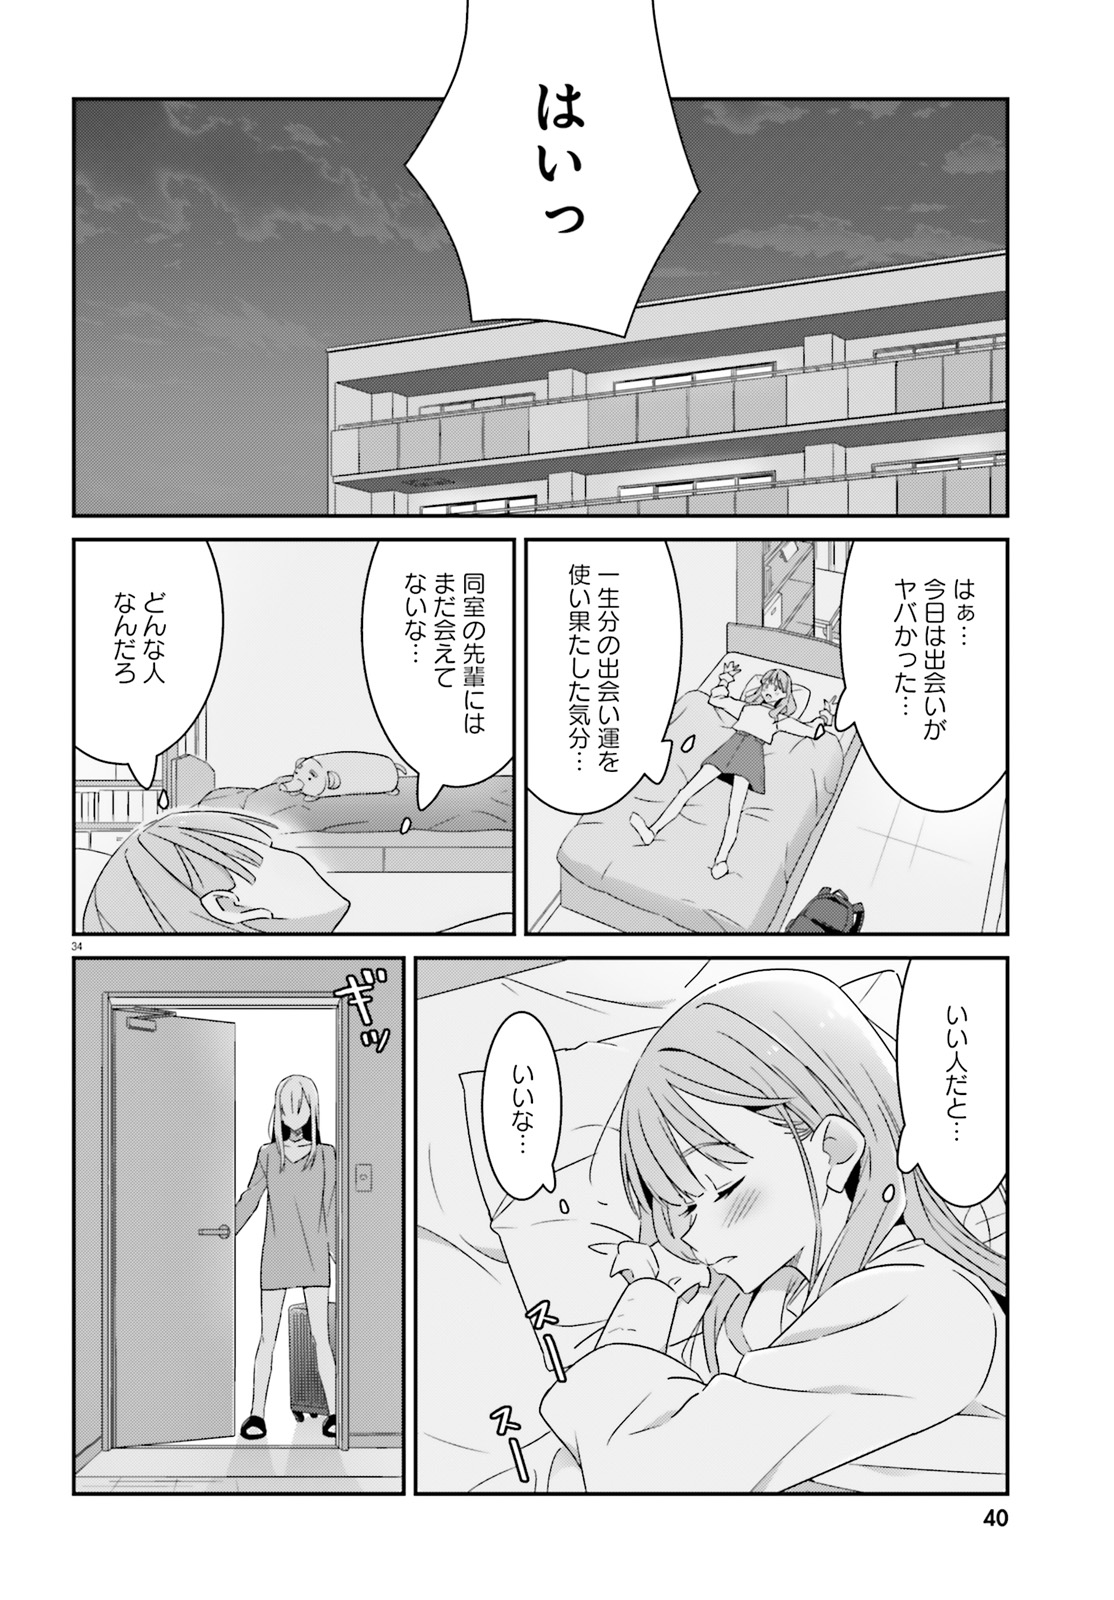 はいっ
はぁ…
今日は出会いが
ヤバかった…
一生分の出会い運を
使い果たした気分…
同室の先輩には
まだ会えて
ないな…
どんな人
なんだろ
34
いい人だと…
いいな…
スー
スー
ギッ
40